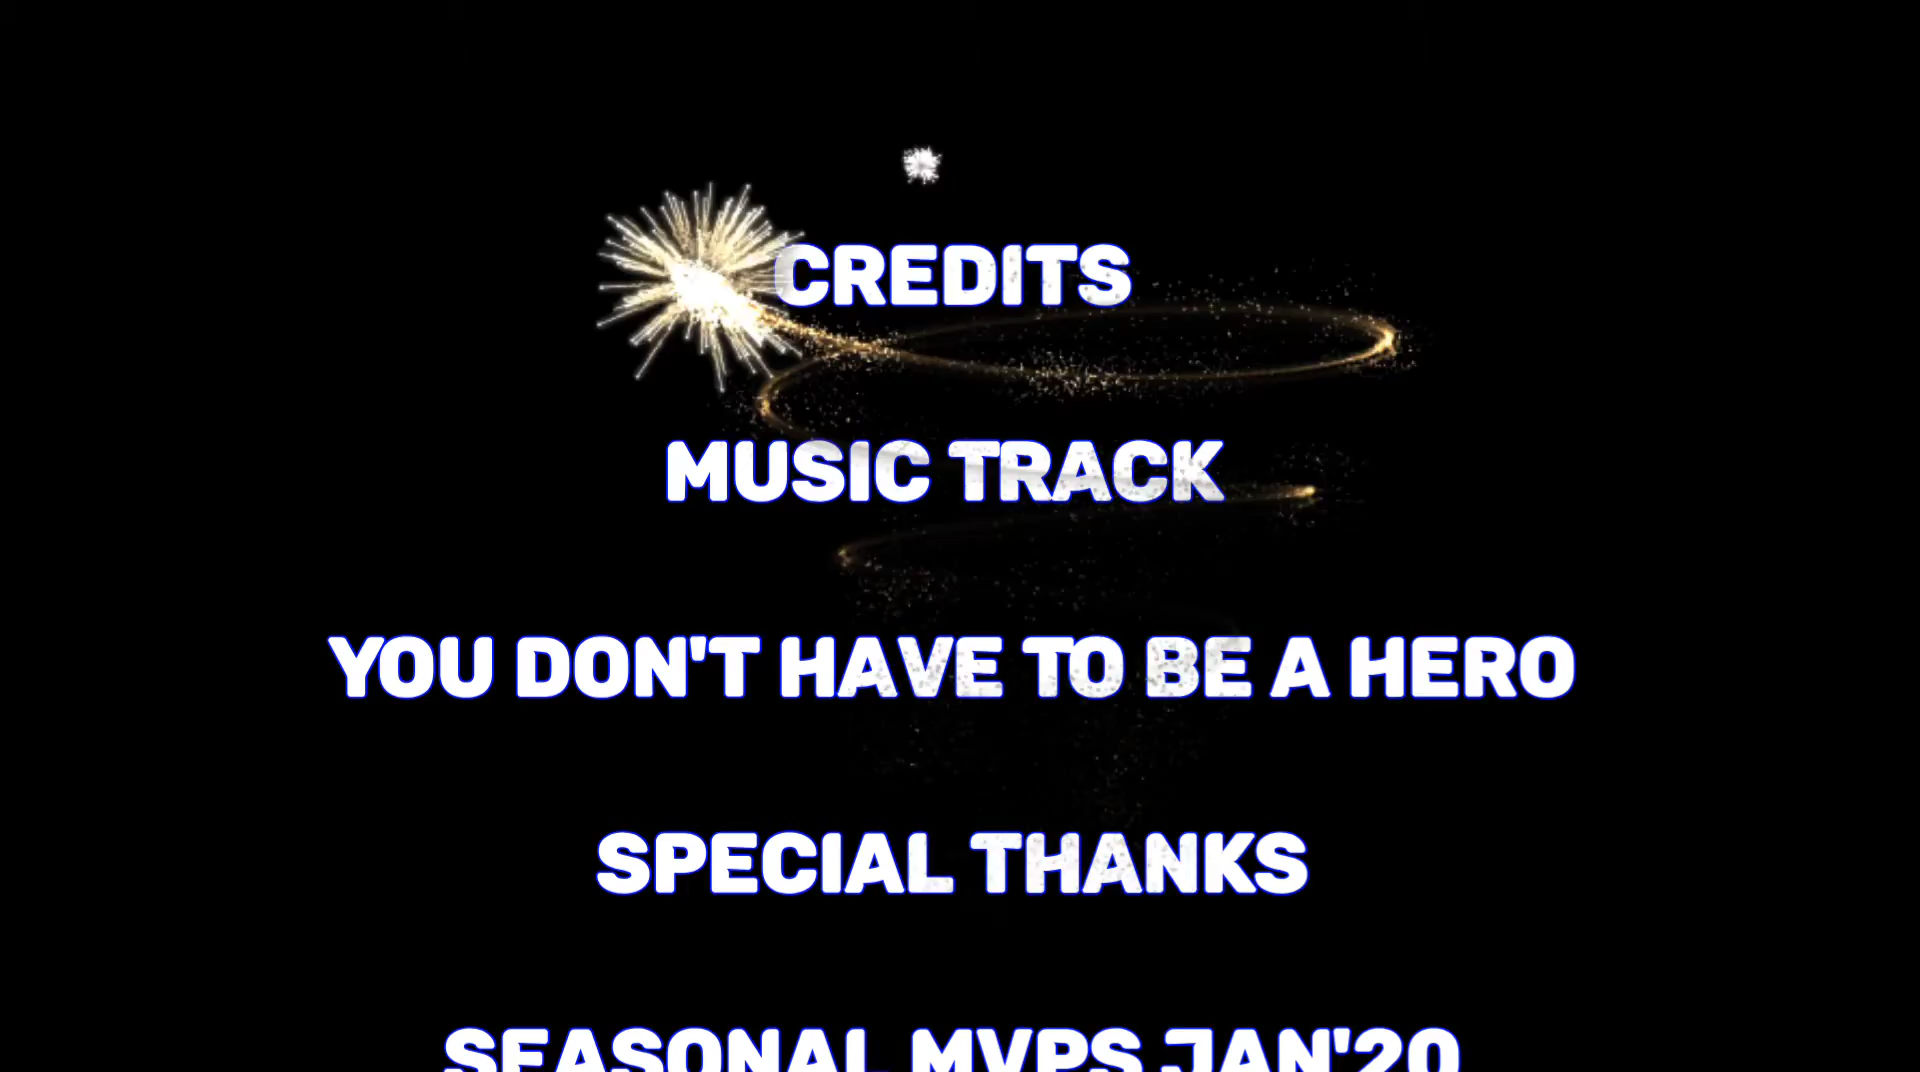 CREDITS
MUSIC TRACK
YOU DON'T HAVE TO BE A HERO
SPECIAL THANKS
SEASONAL MVPS JAN'20